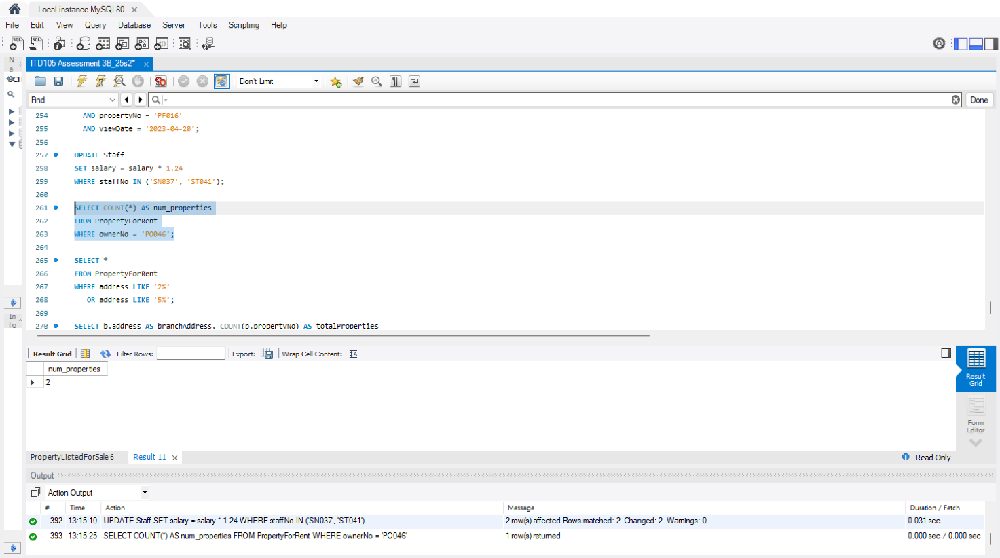 Local instance MySQL80
File Edit View Query Database Server Tools Scripting Help
N
a
ITD105 Assessment 3B_25s2*
Don't Limit
Find
Done
254 AND propertyNo = 'PF016'
255 AND viewDate = '2023-04-20';
256
257 UPDATE Staff
258 SET salary = salary * 1.24
259 WHERE staffNo IN ('SN037', 'ST041');
260
261 SELECT COUNT(*) AS num_properties
262 FROM PropertyForRent
263 WHERE ownerNo = 'PO046';
264
265 SELECT *
266 FROM PropertyForRent
267 WHERE address LIKE '2%'
268 OR address LIKE '5%';
269
270 SELECT b.address AS branchAddress, COUNT(p.propertyNo) AS totalProperties
In
fo
Result Grid Filter Rows: Export: Wrap Cell Content:
num_properties
2
Result
Grid
Form
Editor
PropertyListedForSale 6 Result 11 Read Only
Output
Action Output
# Time Action Message Duration / Fetch
392 13:15:10 UPDATE Staff SET salary = salary * 1.24 WHERE staffNo IN ('SN037', 'ST041') 2 row(s) affected Rows matched: 2 Changed: 2 Warnings: 0 0.031 sec
393 13:15:25 SELECT COUNT(*) AS num_properties FROM PropertyForRent WHERE ownerNo = 'PO046' 1 row(s) returned 0.000 sec / 0.000 sec